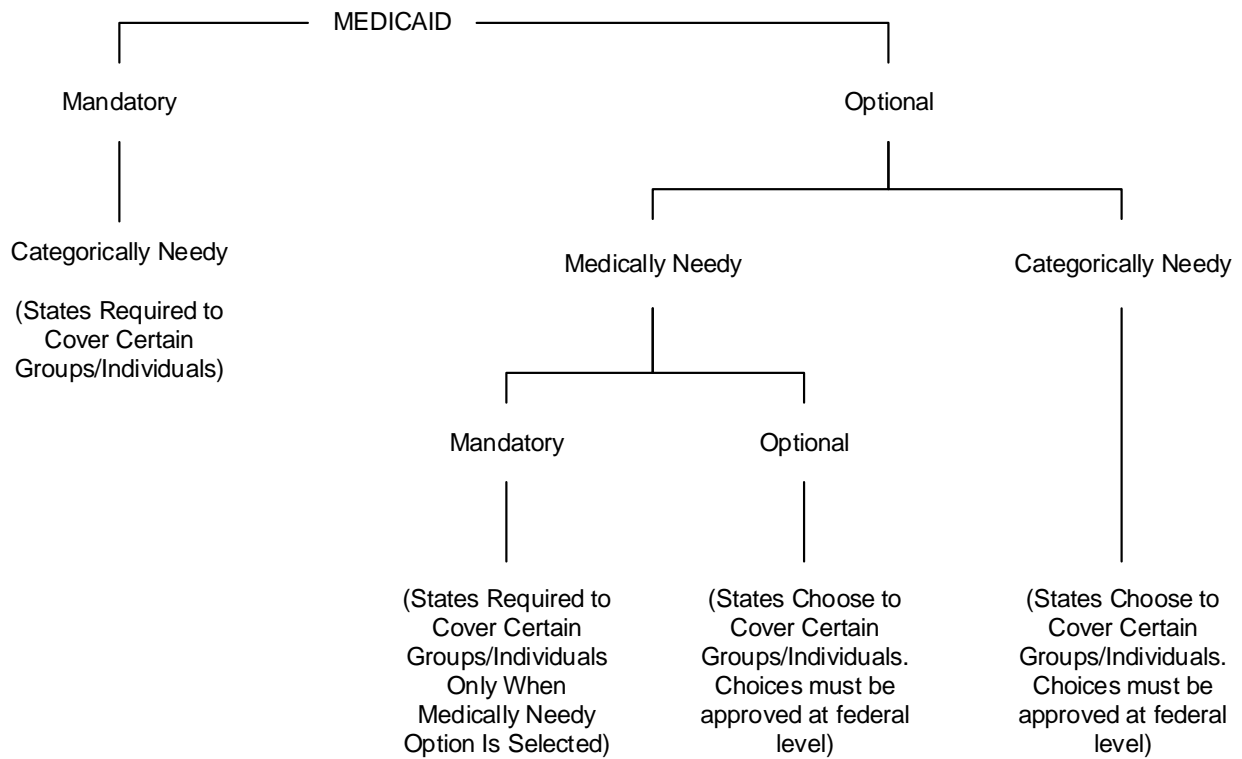 MEDICAID
Mandatory
Optional
Categorically Needy
(States Required to
Cover Certain
Groups/Individuals)
Medically Needy
Categorically Needy
Mandatory
Optional
(States Required to
Cover Certain
Groups/Individuals
Only When
Medically Needy
Option Is Selected)
(States Choose to
Cover Certain
Groups/Individuals.
Choices must be
approved at federal
level)
(States Choose to
Cover Certain
Groups/Individuals.
Choices must be
approved at federal
level)